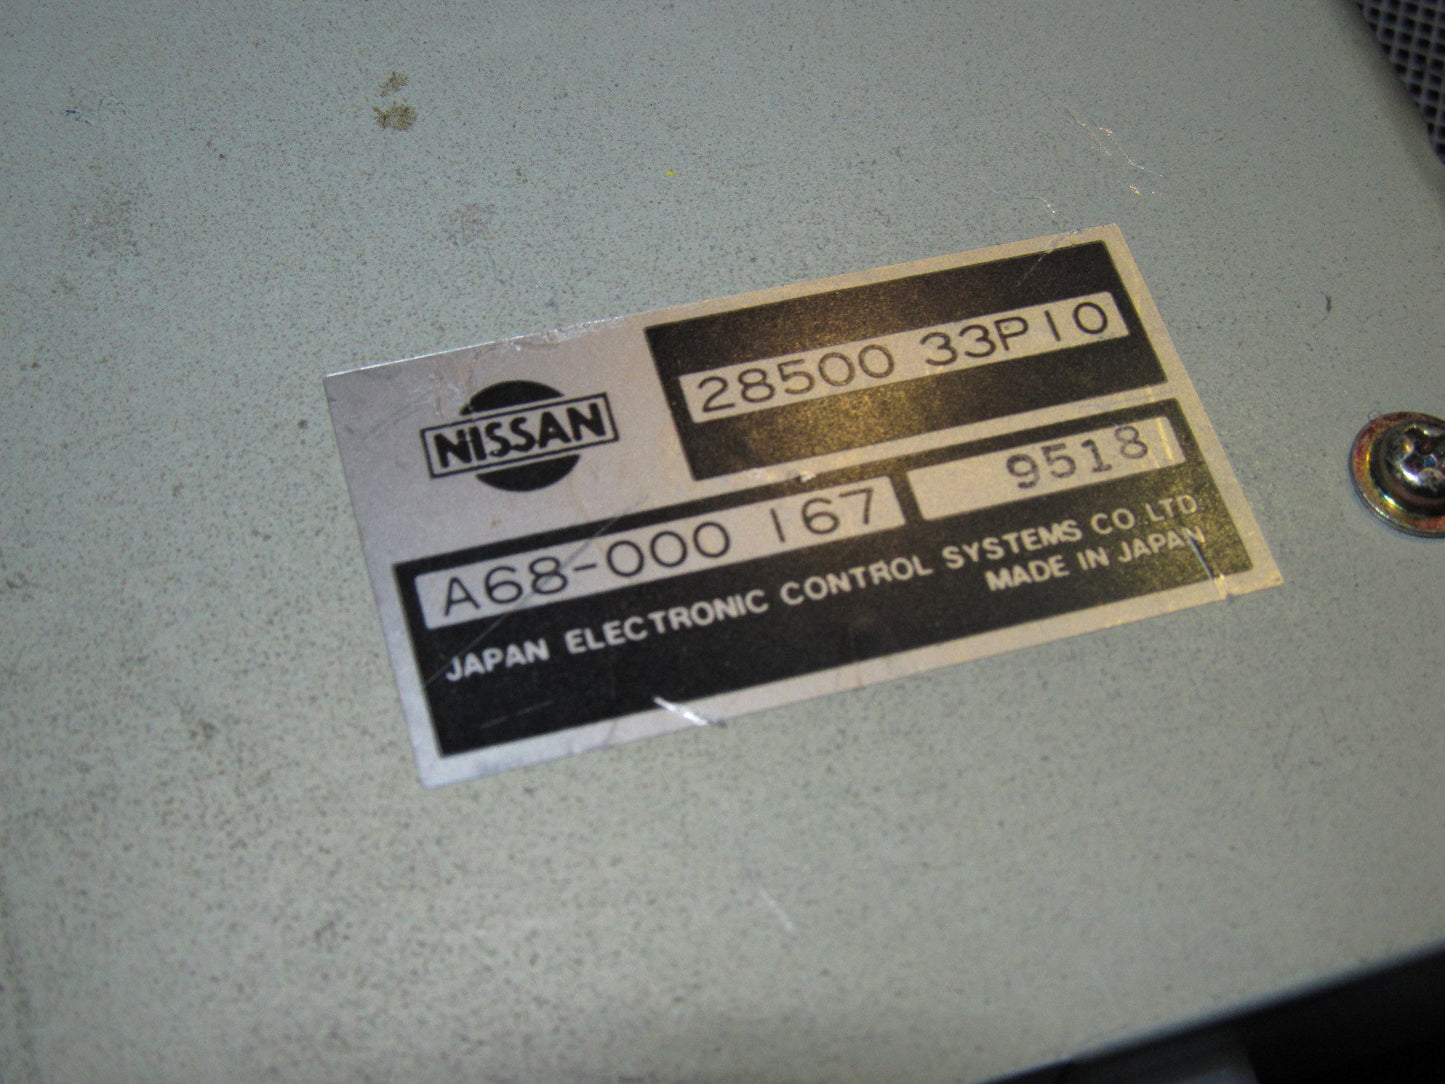 NISSAN
28500 33P10
A68-000 167
9518
JAPAN ELECTRONIC CONTROL SYSTEMS CO. LTD.
MADE IN JAPAN